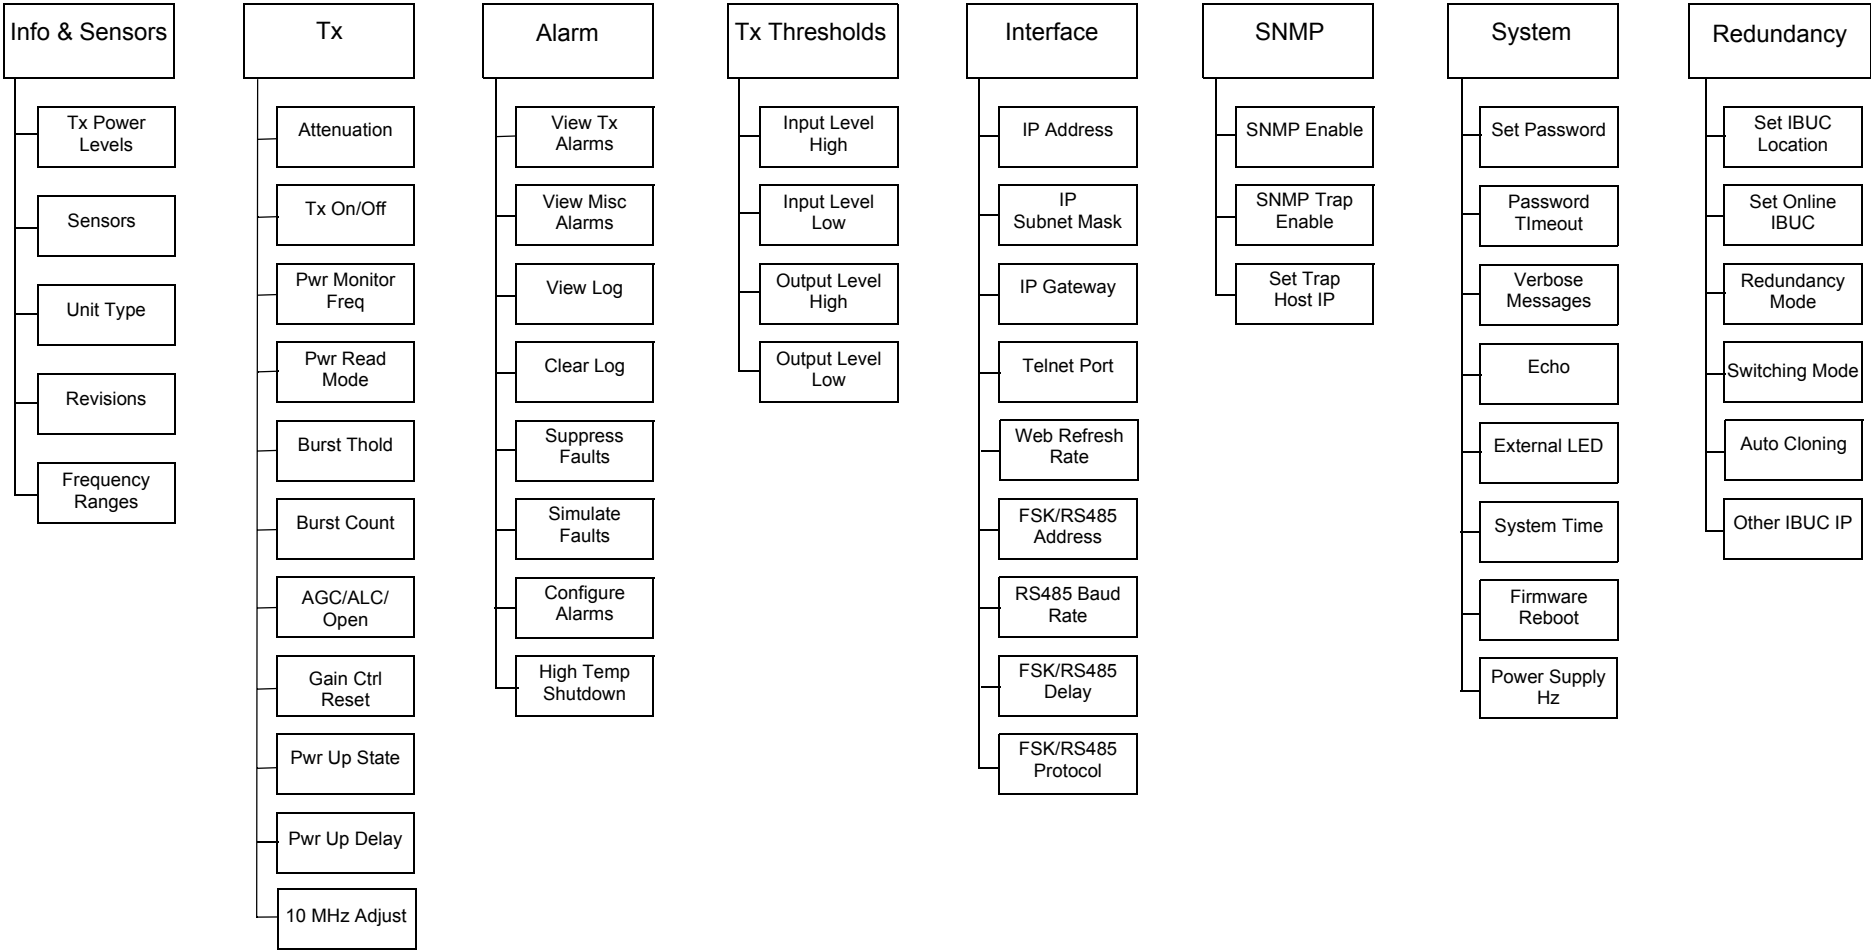 Info & Sensors
Tx Power
Levels
Sensors
Unit Type
Revisions
Frequency
Ranges
Tx
Attenuation
Tx On/Off
Pwr Monitor
Freq
Pwr Read
Mode
Burst Thold
Burst Count
AGC/ALC/
Open
Gain Ctrl
Reset
Pwr Up State
Pwr Up Delay
10 MHz Adjust
Alarm
View Tx
Alarms
View Misc
Alarms
View Log
Clear Log
Suppress
Faults
Simulate
Faults
Configure
Alarms
High Temp
Shutdown
Tx Thresholds
Input Level
High
Input Level
Low
Output Level
High
Output Level
Low
Interface
IP Address
IP
Subnet Mask
IP Gateway
Telnet Port
Web Refresh
Rate
FSK/RS485
Address
RS485 Baud
Rate
FSK/RS485
Delay
FSK/RS485
Protocol
SNMP
SNMP Enable
SNMP Trap
Enable
Set Trap
Host IP
System
Set Password
Password
TImeout
Verbose
Messages
Echo
External LED
System Time
Firmware
Reboot
Power Supply
Hz
Redundancy
Set IBUC
Location
Set Online
IBUC
Redundancy
Mode
Switching Mode
Auto Cloning
Other IBUC IP